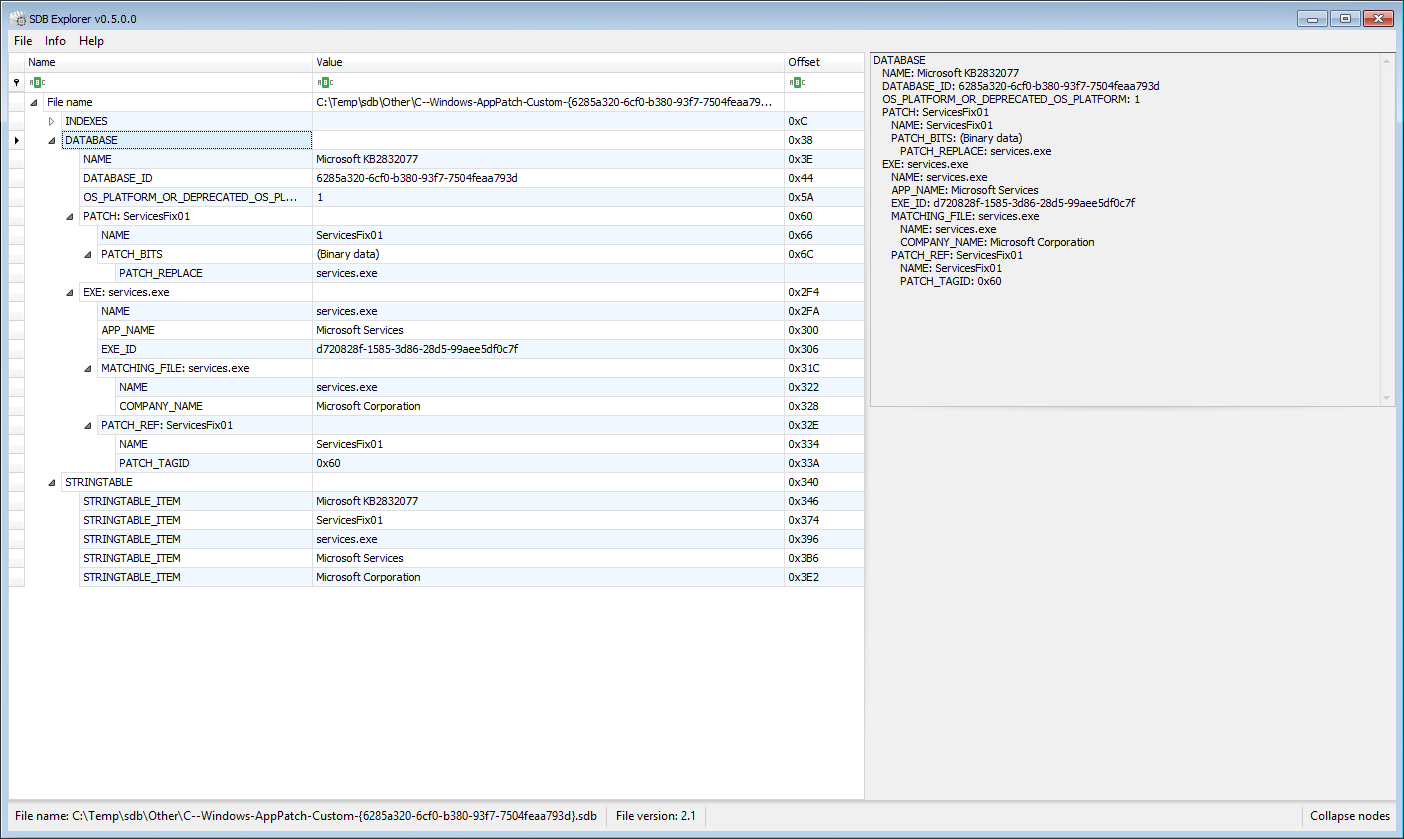 SDB Explorer v0.5.0.0
File Info Help
Name Value Offset
File name C:\Temp\sdb\Other\C--Windows-AppPatch-Custom-{6285a320-6cf0-b380-93f7-7504feaa79...
INDEXES 0xC
DATABASE 0x38
NAME Microsoft KB2832077 0x3E
DATABASE_ID 6285a320-6cf0-b380-93f7-7504feaa793d 0x44
OS_PLATFORM_OR_DEPRECATED_OS_PL... 1 0x5A
PATCH: ServicesFix01 0x60
NAME ServicesFix01 0x66
PATCH_BITS (Binary data) 0x6C
PATCH_REPLACE services.exe
EXE: services.exe 0x2F4
NAME services.exe 0x2FA
APP_NAME Microsoft Services 0x300
EXE_ID d720828f-1585-3d86-28d5-99aee5df0c7f 0x306
MATCHING_FILE: services.exe 0x31C
NAME services.exe 0x322
COMPANY_NAME Microsoft Corporation 0x328
PATCH_REF: ServicesFix01 0x32E
NAME ServicesFix01 0x334
PATCH_TAGID 0x60 0x33A
STRINGTABLE 0x340
STRINGTABLE_ITEM Microsoft KB2832077 0x346
STRINGTABLE_ITEM ServicesFix01 0x374
STRINGTABLE_ITEM services.exe 0x396
STRINGTABLE_ITEM Microsoft Services 0x3B6
STRINGTABLE_ITEM Microsoft Corporation 0x3E2
DATABASE
NAME: Microsoft KB2832077
DATABASE_ID: 6285a320-6cf0-b380-93f7-7504feaa793d
OS_PLATFORM_OR_DEPRECATED_OS_PLATFORM: 1
PATCH: ServicesFix01
NAME: ServicesFix01
PATCH_BITS: (Binary data)
PATCH_REPLACE: services.exe
EXE: services.exe
NAME: services.exe
APP_NAME: Microsoft Services
EXE_ID: d720828f-1585-3d86-28d5-99aee5df0c7f
MATCHING_FILE: services.exe
NAME: services.exe
COMPANY_NAME: Microsoft Corporation
PATCH_REF: ServicesFix01
NAME: ServicesFix01
PATCH_TAGID: 0x60
File name: C:\Temp\sdb\Other\C--Windows-AppPatch-Custom-{6285a320-6cf0-b380-93f7-7504feaa793d}.sdb File version: 2.1 Collapse nodes